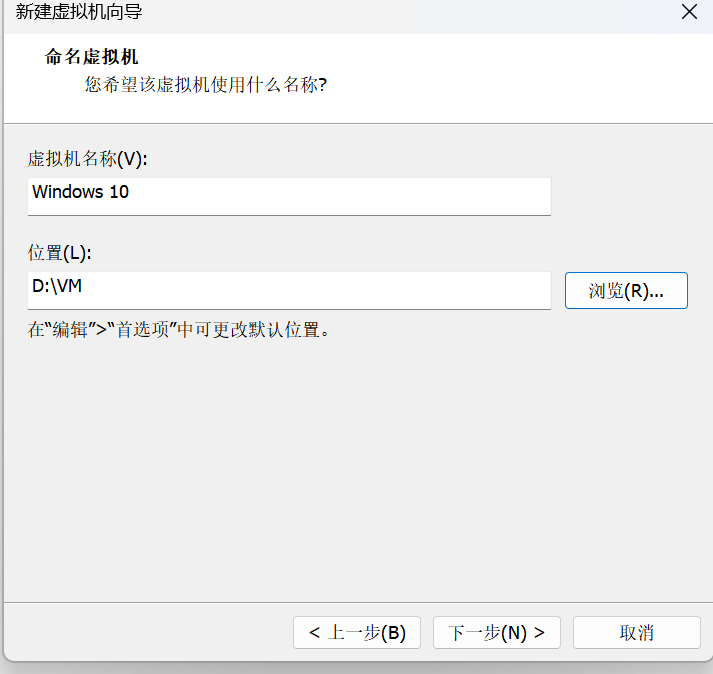 新建虚拟机向导
命名虚拟机
您希望该虚拟机使用什么名称?
虚拟机名称(V):
Windows 10
位置(L):
D:\VM
浏览(R)...
在“编辑”>“首选项”中可更改默认位置。
< 上一步(B)
下一步(N) >
取消